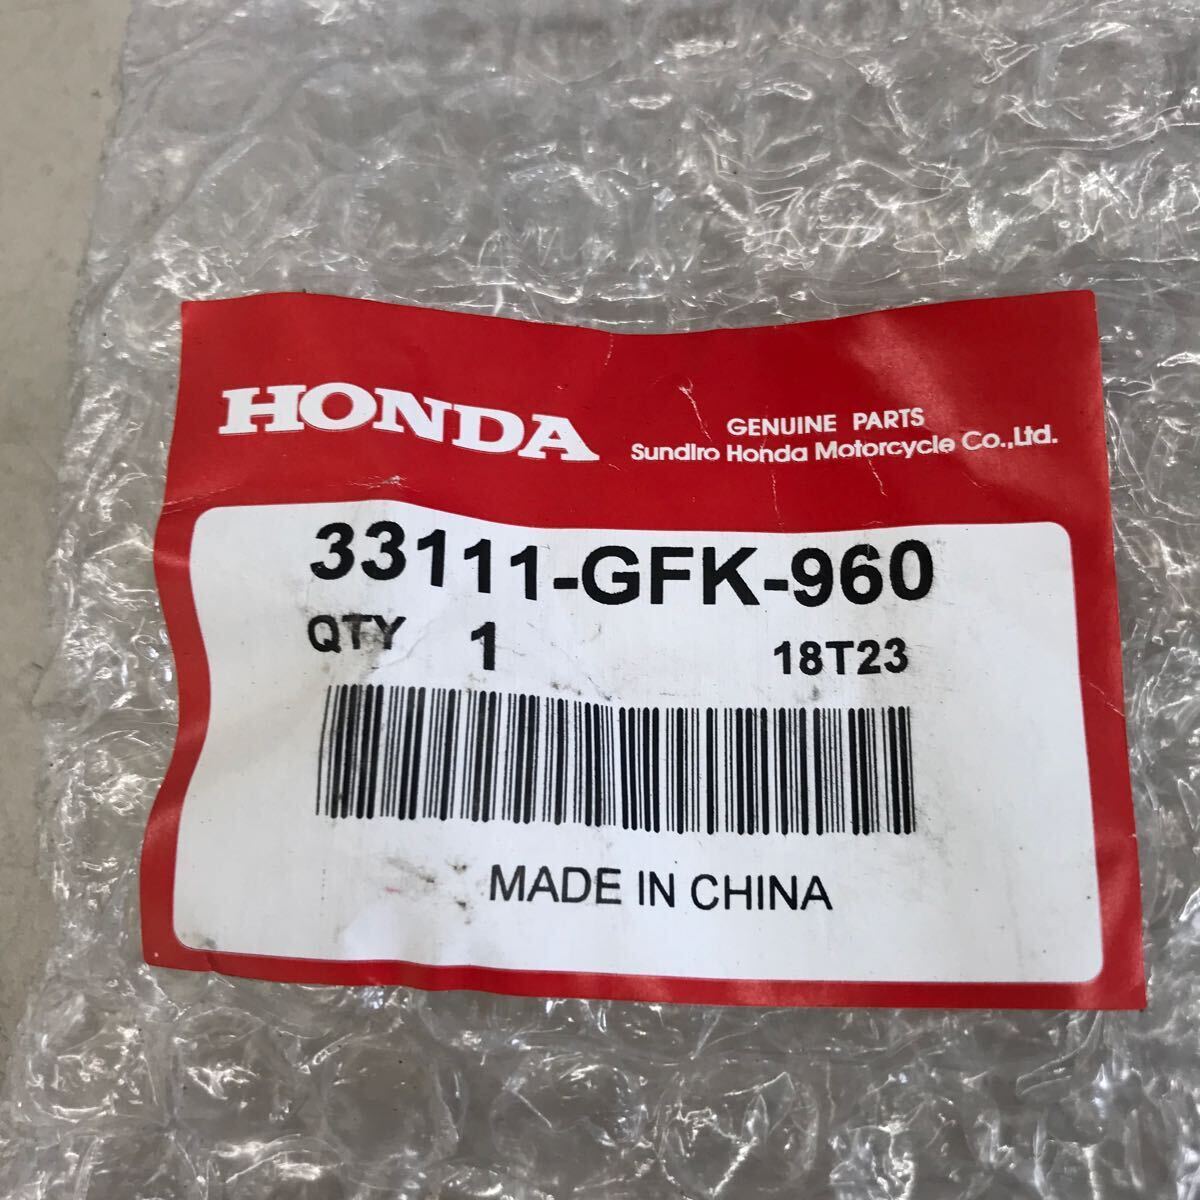 HONDA
GENUINE PARTS
Sundiro Honda Motorcycle Co.,Ltd.
33111-GFK-960
QTY 1 18T23
MADE IN CHINA